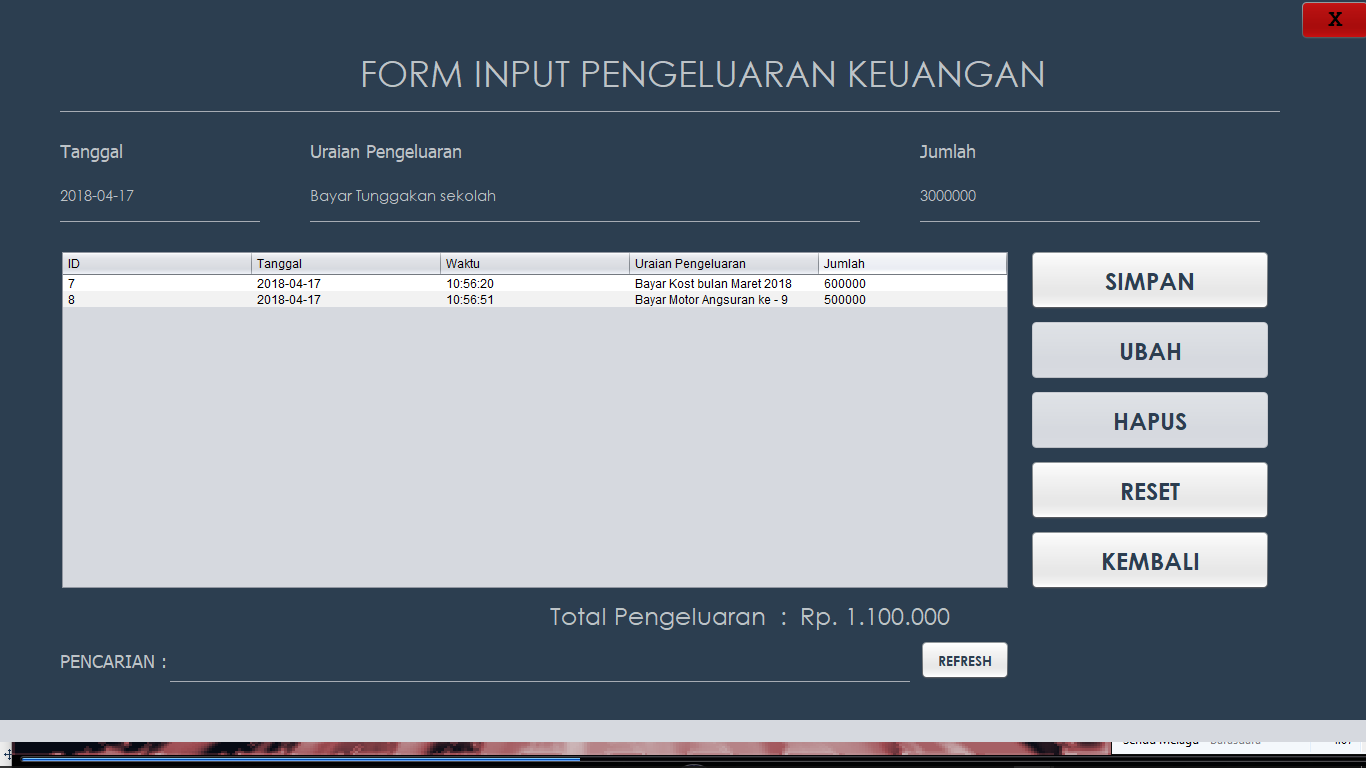 X
FORM INPUT PENGELUARAN KEUANGAN
Tanggal Uraian Pengeluaran Jumlah
2018-04-17 Bayar Tunggakan sekolah 3000000
ID Tanggal Waktu Uraian Pengeluaran Jumlah
7 2018-04-17 10:56:20 Bayar Kost bulan Maret 2018 600000
8 2018-04-17 10:56:51 Bayar Motor Angsuran ke - 9 500000
SIMPAN
UBAH
HAPUS
RESET
KEMBALI
Total Pengeluaran : Rp. 1.100.000
PENCARIAN :
REFRESH